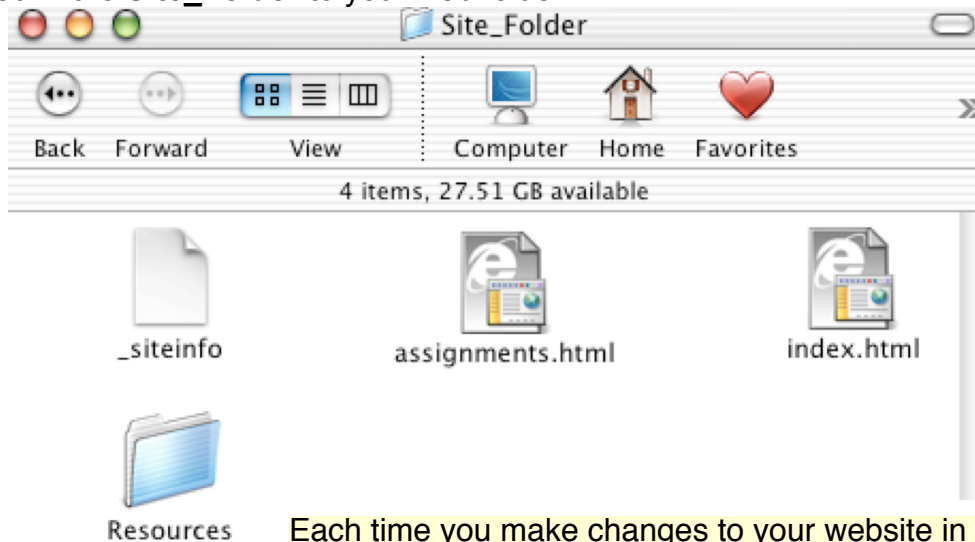 Site_Folder
Back Forward View Computer Home Favorites
4 items, 27.51 GB available
_siteinfo assignments.html index.html
Resources
Each time you make changes to your website in